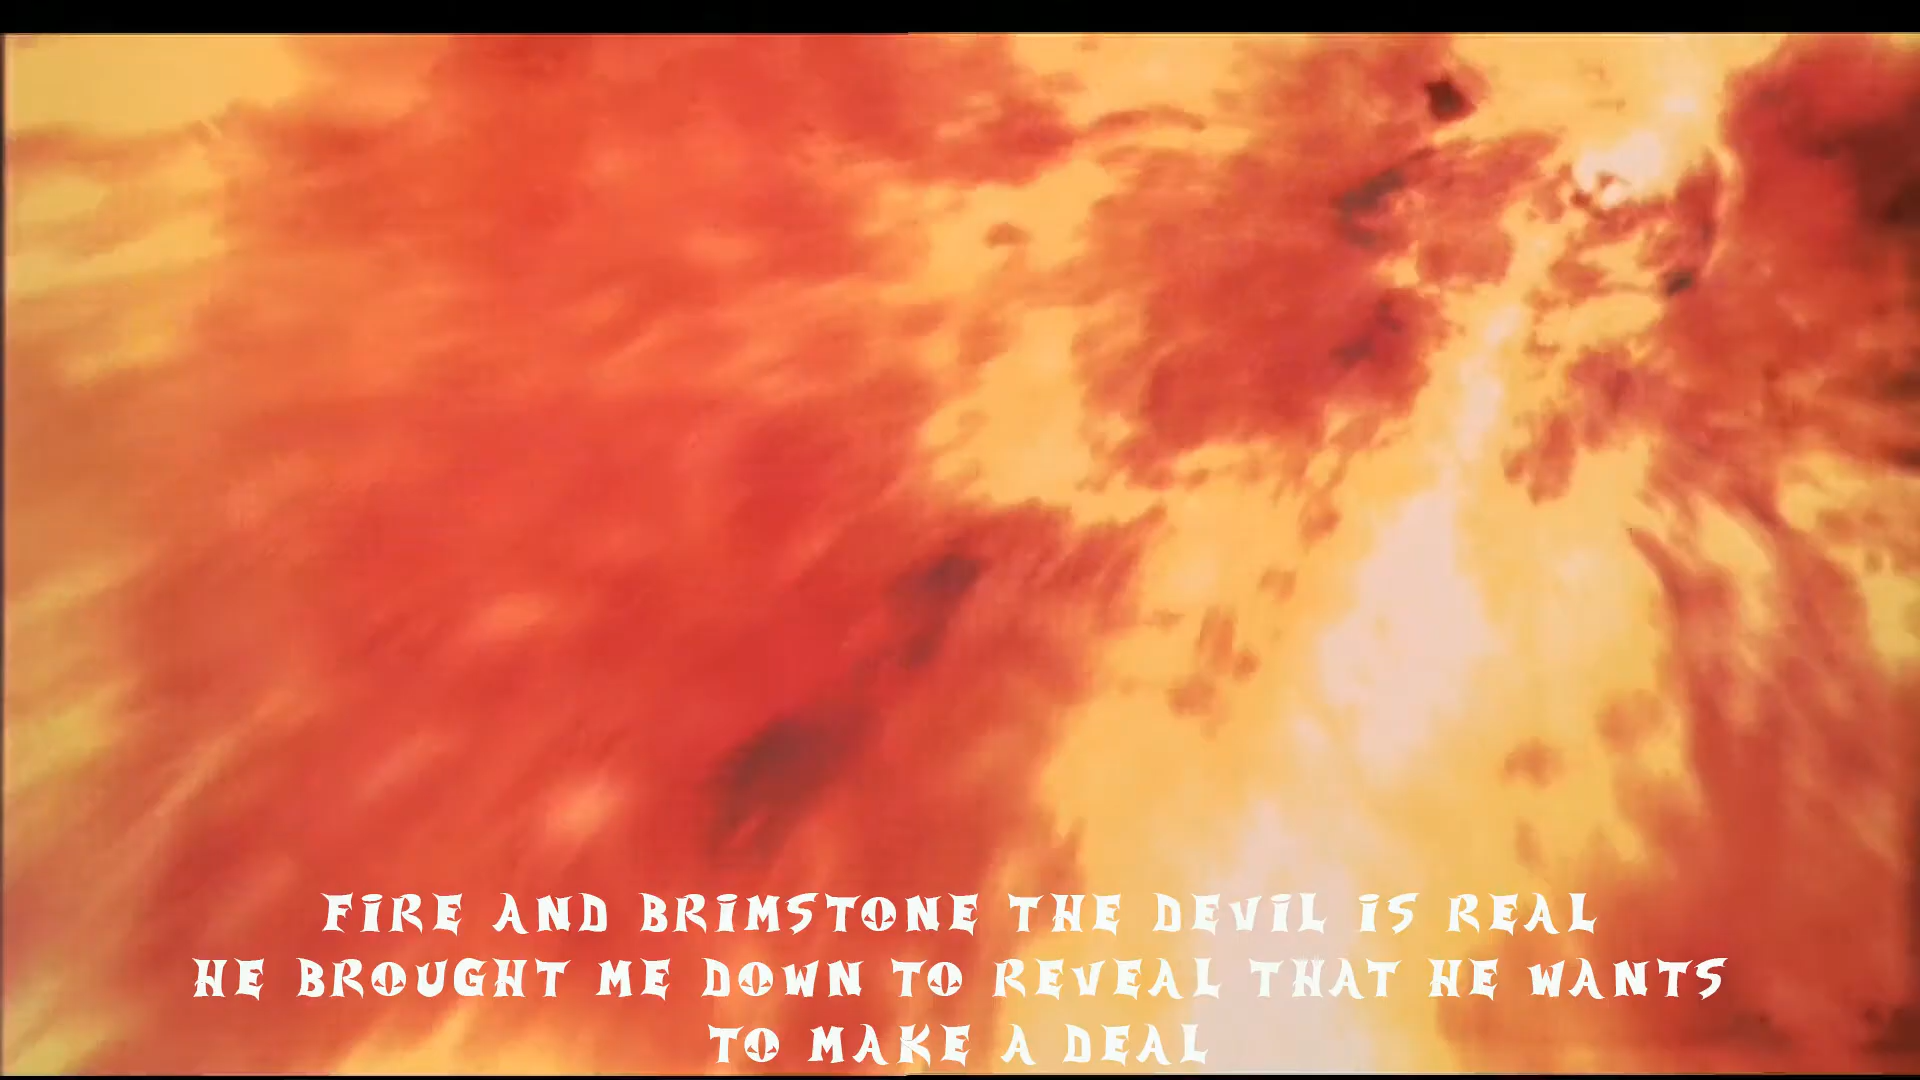 FIRE AND BRIMSTONE THE DEVIL IS REAL
HE BROUGHT ME DOWN TO REVEAL THAT HE WANTS
TO MAKE A DEAL